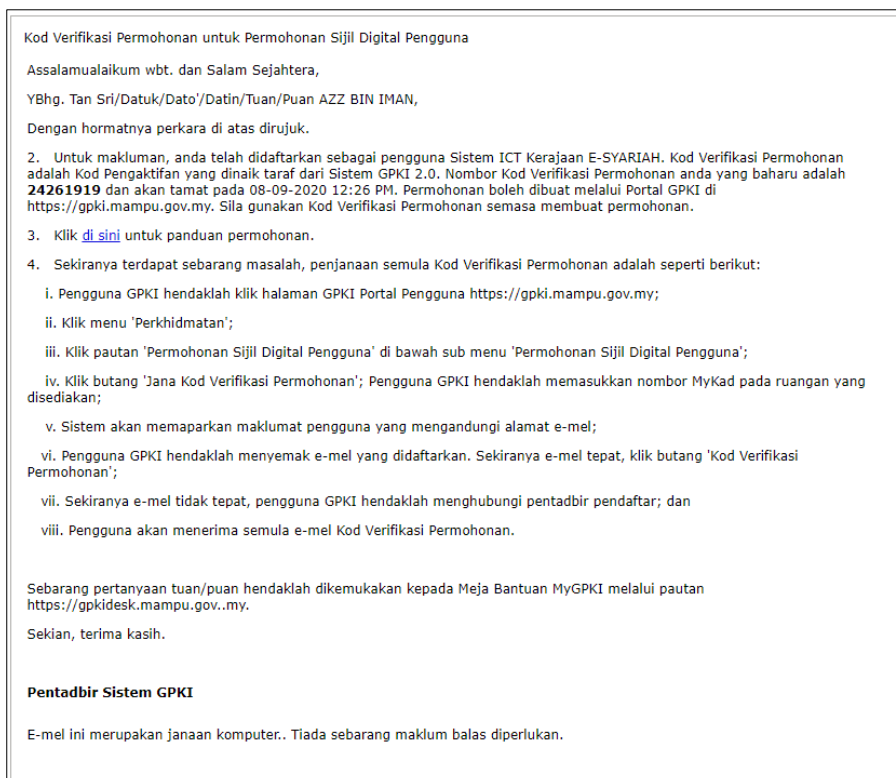 Kod Verifikasi Permohonan untuk Permohonan Sijil Digital Pengguna
Assalamualaikum wbt. dan Salam Sejahtera,
YBhg. Tan Sri/Datuk/Dato'/Datin/Tuan/Puan AZZ BIN IMAN,
Dengan hormatnya perkara di atas dirujuk.
2. Untuk makluman, anda telah didaftarkan sebagai pengguna Sistem ICT Kerajaan E-SYARIAH. Kod Verifikasi Permohonan
adalah Kod Pengaktifan yang dinaik taraf dari Sistem GPKI 2.0. Nombor Kod Verifikasi Permohonan anda yang baharu adalah
24261919 dan akan tamat pada 08-09-2020 12:26 PM. Permohonan boleh dibuat melalui Portal GPKI di
https://gpki.mampu.gov.my. Sila gunakan Kod Verifikasi Permohonan semasa membuat permohonan.
3. Klik di sini untuk panduan permohonan.
4. Sekiranya terdapat sebarang masalah, penjanaan semula Kod Verifikasi Permohonan adalah seperti berikut:
i. Pengguna GPKI hendaklah klik halaman GPKI Portal Pengguna https://gpki.mampu.gov.my;
ii. Klik menu 'Perkhidmatan';
iii. Klik pautan 'Permohonan Sijil Digital Pengguna' di bawah sub menu 'Permohonan Sijil Digital Pengguna';
iv. Klik butang 'Jana Kod Verifikasi Permohonan'; Pengguna GPKI hendaklah memasukkan nombor MyKad pada ruangan yang
disediakan;
v. Sistem akan memaparkan maklumat pengguna yang mengandungi alamat e-mel;
vi. Pengguna GPKI hendaklah menyemak e-mel yang didaftarkan. Sekiranya e-mel tepat, klik butang 'Kod Verifikasi
Permohonan';
vii. Sekiranya e-mel tidak tepat, pengguna GPKI hendaklah menghubungi pentadbir pendaftar; dan
viii. Pengguna akan menerima semula e-mel Kod Verifikasi Permohonan.
Sebarang pertanyaan tuan/puan hendaklah dikemukakan kepada Meja Bantuan MyGPKI melalui pautan
https://gpkidesk.mampu.gov..my.
Sekian, terima kasih.
Pentadbir Sistem GPKI
E-mel ini merupakan janaan komputer.. Tiada sebarang maklum balas diperlukan.